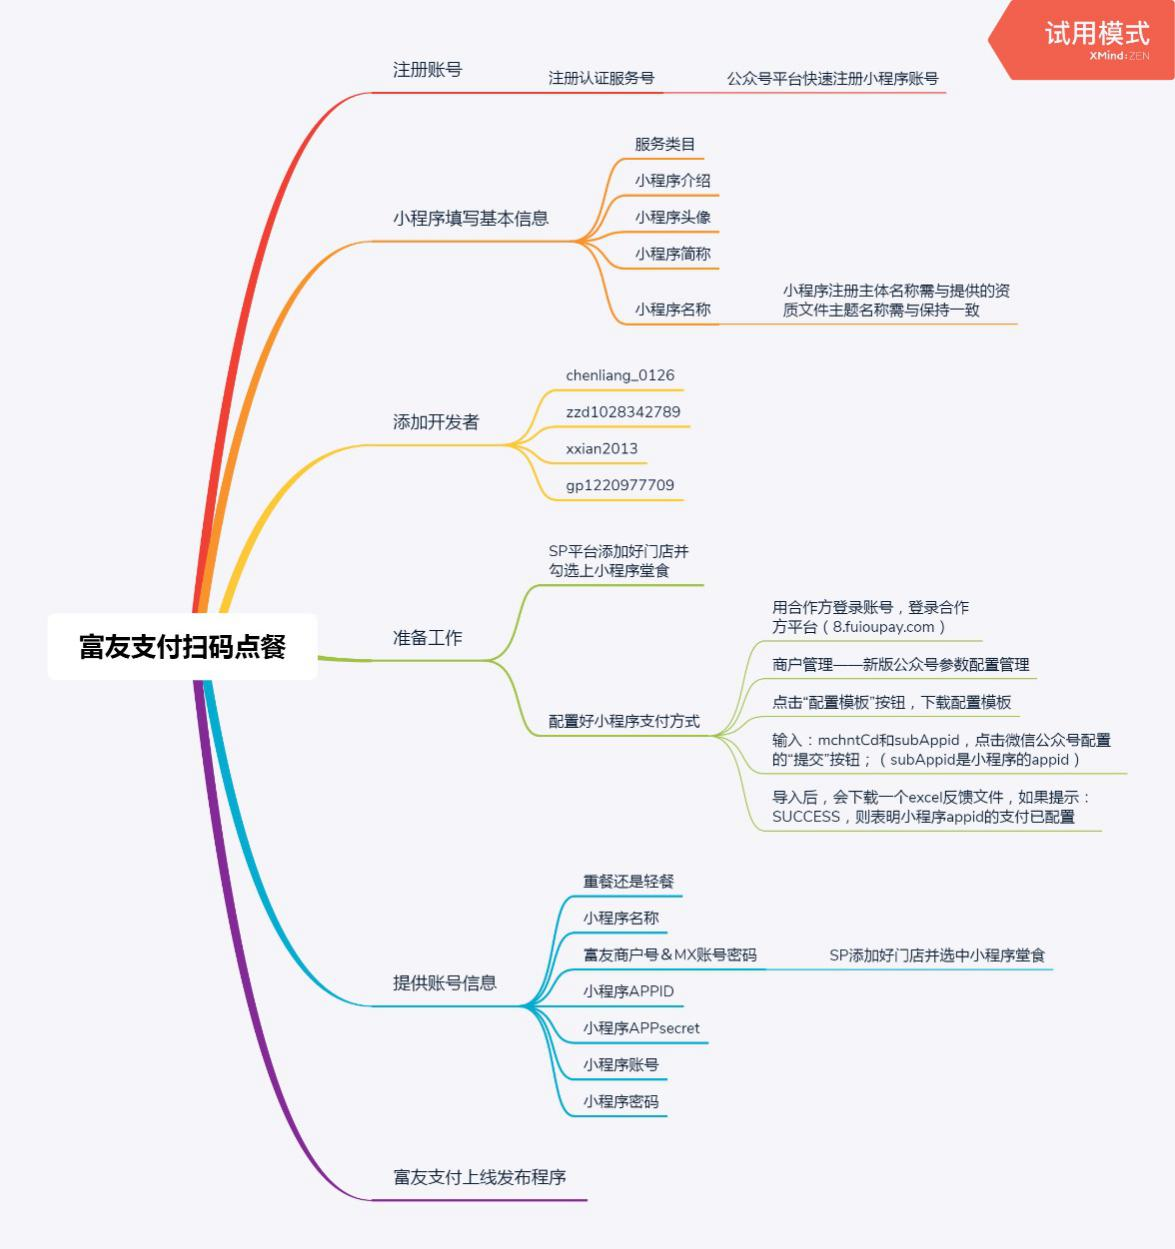 试用模式
XMind:ZEN
注册账号
注册认证服务号
公众号平台快速注册小程序账号
小程序填写基本信息
服务类目
小程序介绍
小程序头像
小程序简称
小程序名称
小程序注册主体名称需与提供的资
质文件主题名称需与保持一致
添加开发者
chenliang_0126
zzd1028342789
xxian2013
gp1220977709
富友支付扫码点餐
准备工作
SP平台添加好门店并
勾选上小程序堂食
配置好小程序支付方式
用合作方登录账号，登录合作
方平台（8.fuioupay.com）
商户管理——新版公众号参数配置管理
点击“配置模板”按钮，下载配置模板
输入：mchntCd和subAppid，点击微信公众号配置
的“提交”按钮；（subAppid是小程序的appid）
导入后，会下载一个excel反馈文件，如果提示：
SUCCESS，则表明小程序appid的支付已配置
提供账号信息
重餐还是轻餐
小程序名称
富友商户号＆MX账号密码
SP添加好门店并选中小程序堂食
小程序APPID
小程序APPsecret
小程序账号
小程序密码
富友支付上线发布程序